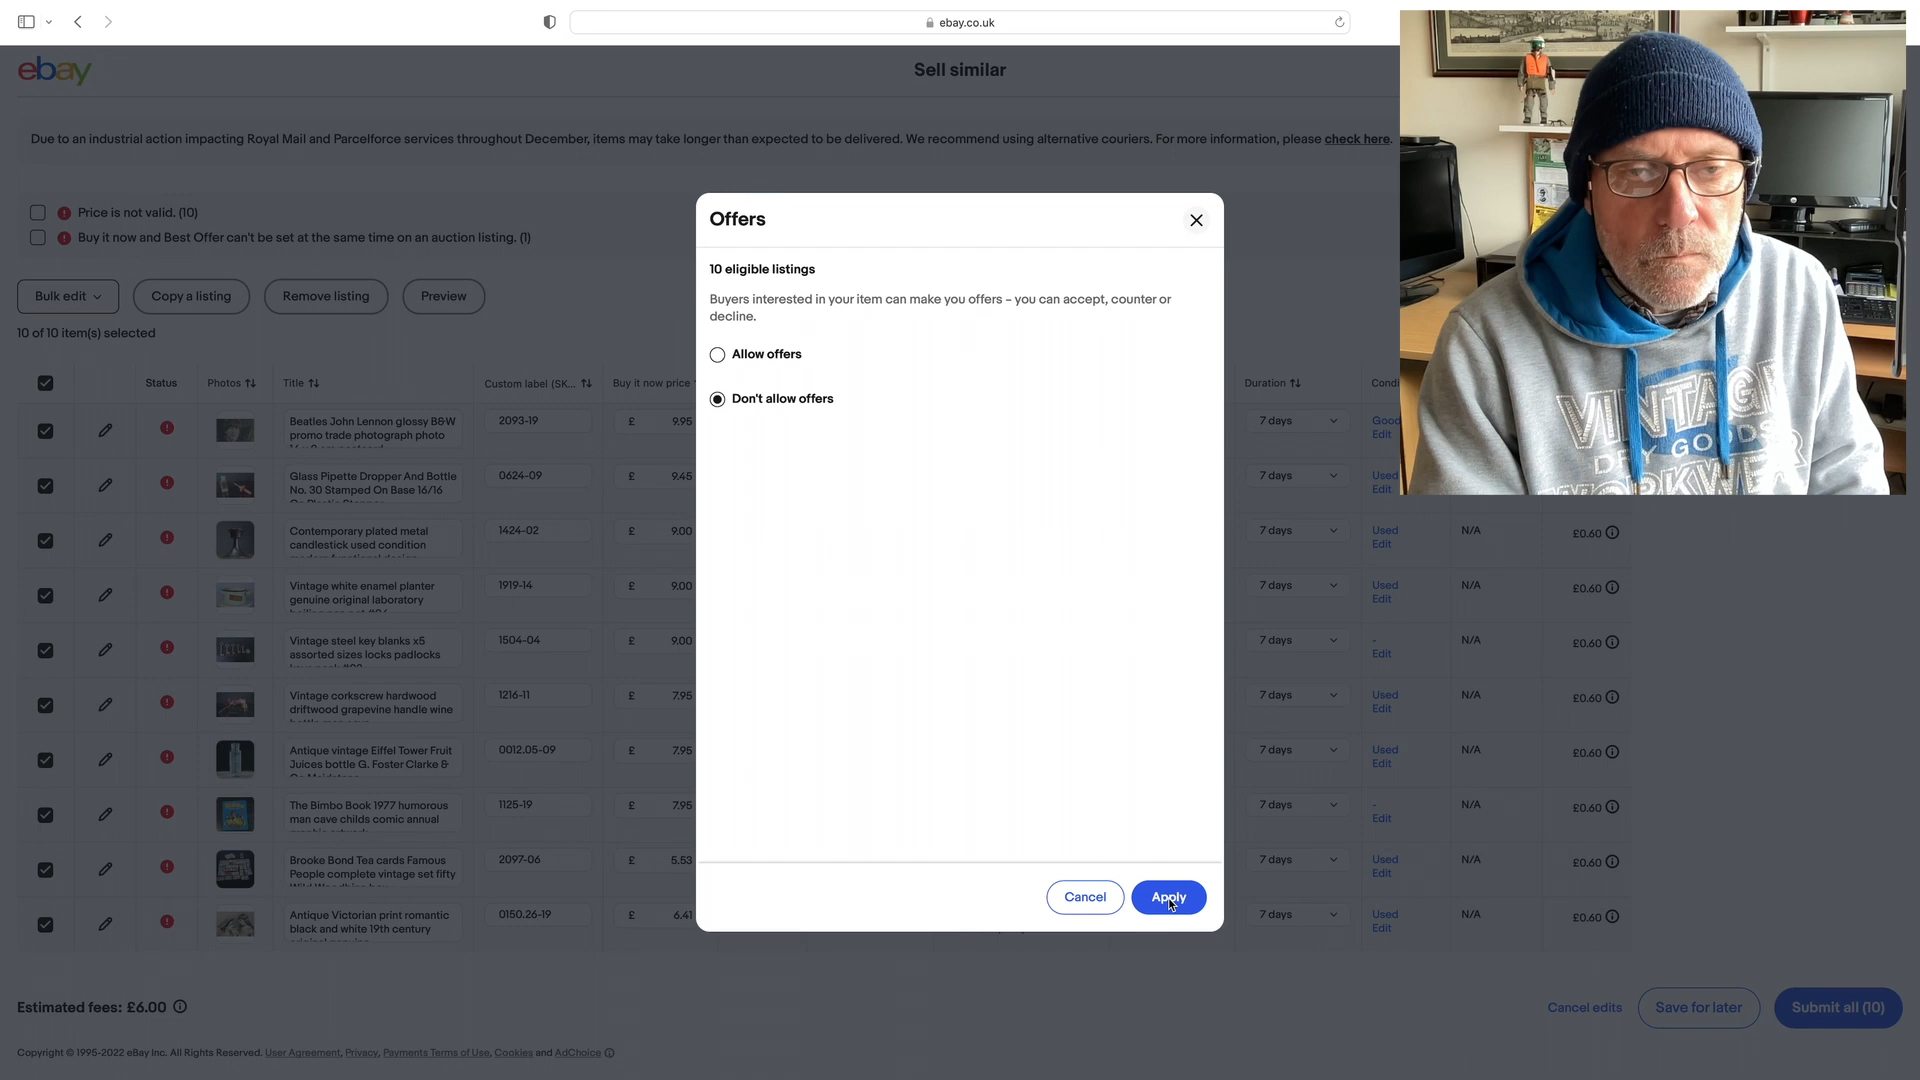 ebay.co.uk
ebay
Sell similar
Due to an industrial action impacting Royal Mail and Parcelforce services throughout December, items may take longer than expected to be delivered. We recommend using alternative couriers. For more information, please check here.
Price is not valid. (10)
Buy it now and Best Offer can't be set at the same time on an auction listing. (1)
Bulk edit
Copy a listing
Remove listing
Preview
10 of 10 item(s) selected
Offers
10 eligible listings
Buyers interested in your item can make you offers – you can accept, counter or
decline.
Allow offers
Don't allow offers
Cancel
Apply
Status
Photos
Title
Custom label (SK...
Buy it now price
Duration
Condi
Beatles John Lennon glossy B&W
promo trade photograph photo
2093-19
£ 9.95
7 days
Good
Edit
Glass Pipette Dropper And Bottle
No. 30 Stamped On Base 16/16
0624-09
£ 9.45
7 days
Used
Edit
Contemporary plated metal
candlestick used condition
1424-02
£ 9.00
7 days
Used
Edit
N/A
£0.60
Vintage white enamel planter
genuine original laboratory
1919-14
£ 9.00
7 days
Used
Edit
N/A
£0.60
Vintage steel key blanks x5
assorted sizes locks padlocks
1504-04
£ 9.00
7 days
-
Edit
N/A
£0.60
Vintage corkscrew hardwood
driftwood grapevine handle wine
1216-11
£ 7.95
7 days
Used
Edit
N/A
£0.60
Antique vintage Eiffel Tower Fruit
Juices bottle G. Foster Clarke &
0012.05-09
£ 7.95
7 days
Used
Edit
N/A
£0.60
The Bimbo Book 1977 humorous
man cave childs comic annual
1125-19
£ 7.95
7 days
-
Edit
N/A
£0.60
Brooke Bond Tea cards Famous
People complete vintage set fifty
2097-06
£ 5.53
7 days
Used
Edit
N/A
£0.60
Antique Victorian print romantic
black and white 19th century
0150.26-19
£ 6.41
7 days
Used
Edit
N/A
£0.60
Estimated fees: £6.00
Cancel edits
Save for later
Submit all (10)
Copyright © 1995-2022 eBay Inc. All Rights Reserved. User Agreement, Privacy, Payments Terms of Use, Cookies and AdChoice
VINTAGE
DRY GOODS
WORKWE